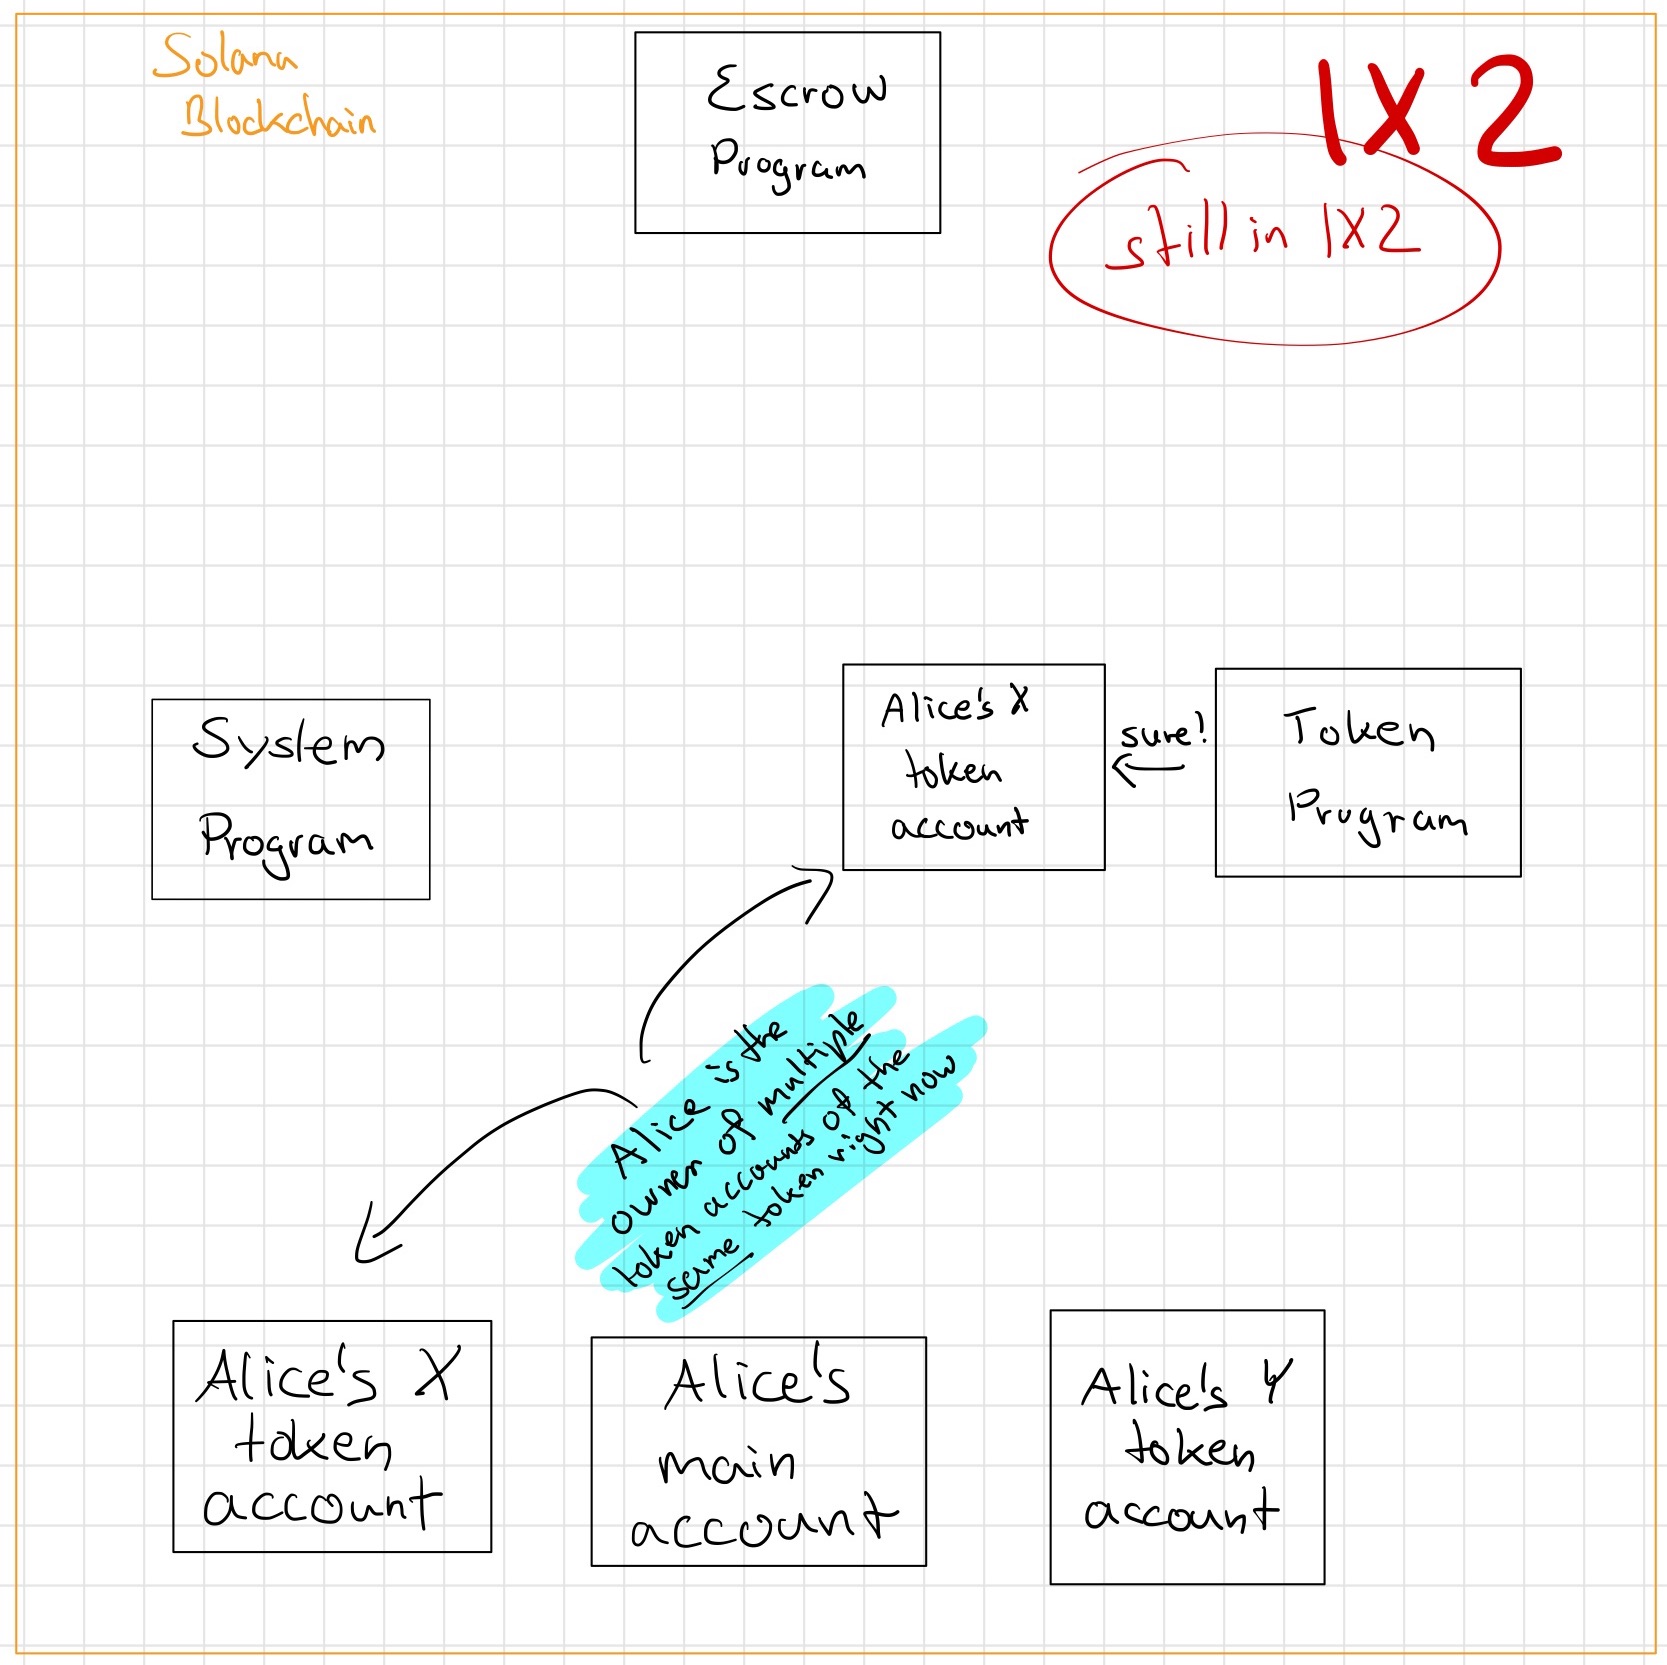 Solana
Blockchain
Escrow
Program
1X2
still in 1X2
System
Program
Alice's X
token
account
sure!
Token
Program
Alice is the
owner of multiple
token accounts of the
same token right now
Alice's X
token
account
Alice's
main
account
Alice's Y
token
account